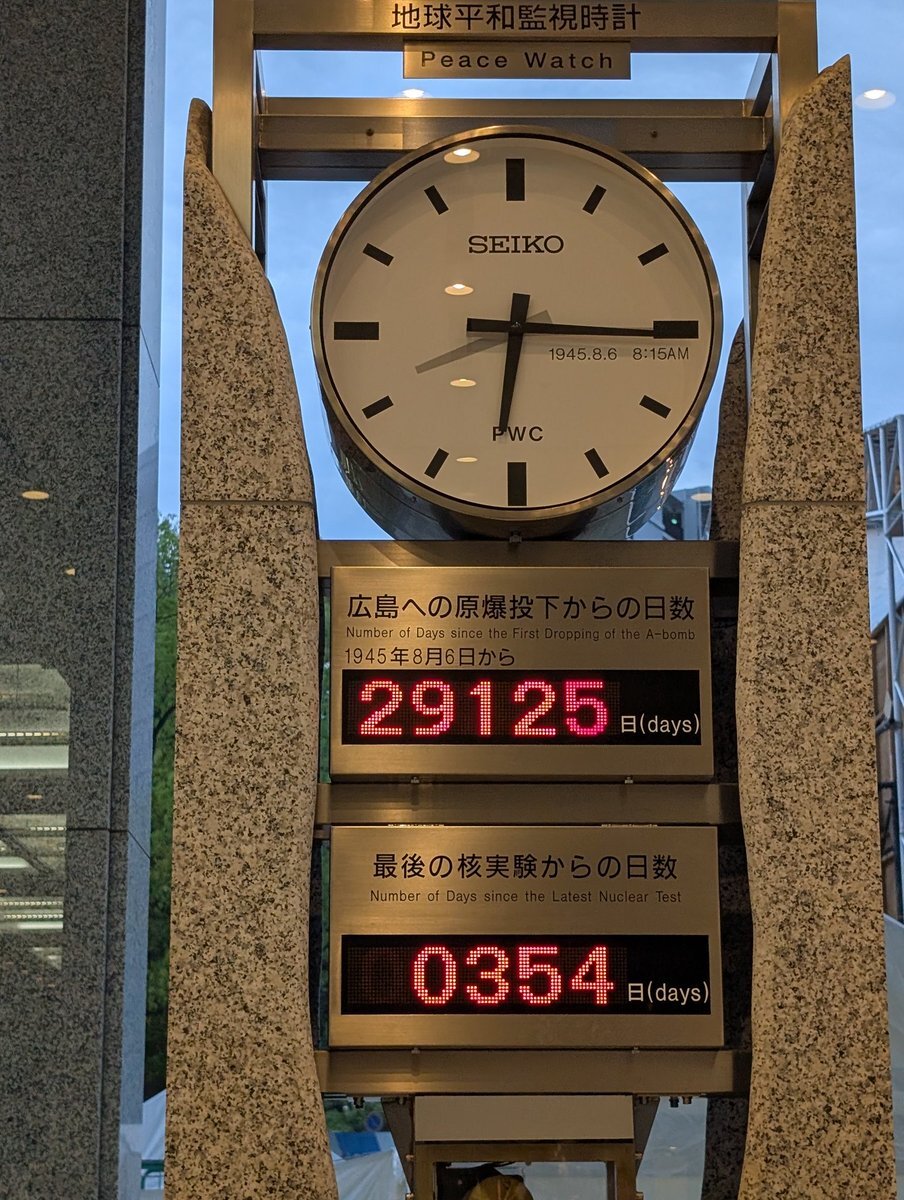 地球平和監視時計
Peace Watch
SEIKO
1945.8.6 8:15AM
PWC
広島への原爆投下からの日数
Number of Days since the First Dropping of the A-bomb
1945年8月6日から
29125 日(days)
最後の核実験からの日数
Number of Days since the Latest Nuclear Test
0354 日(days)